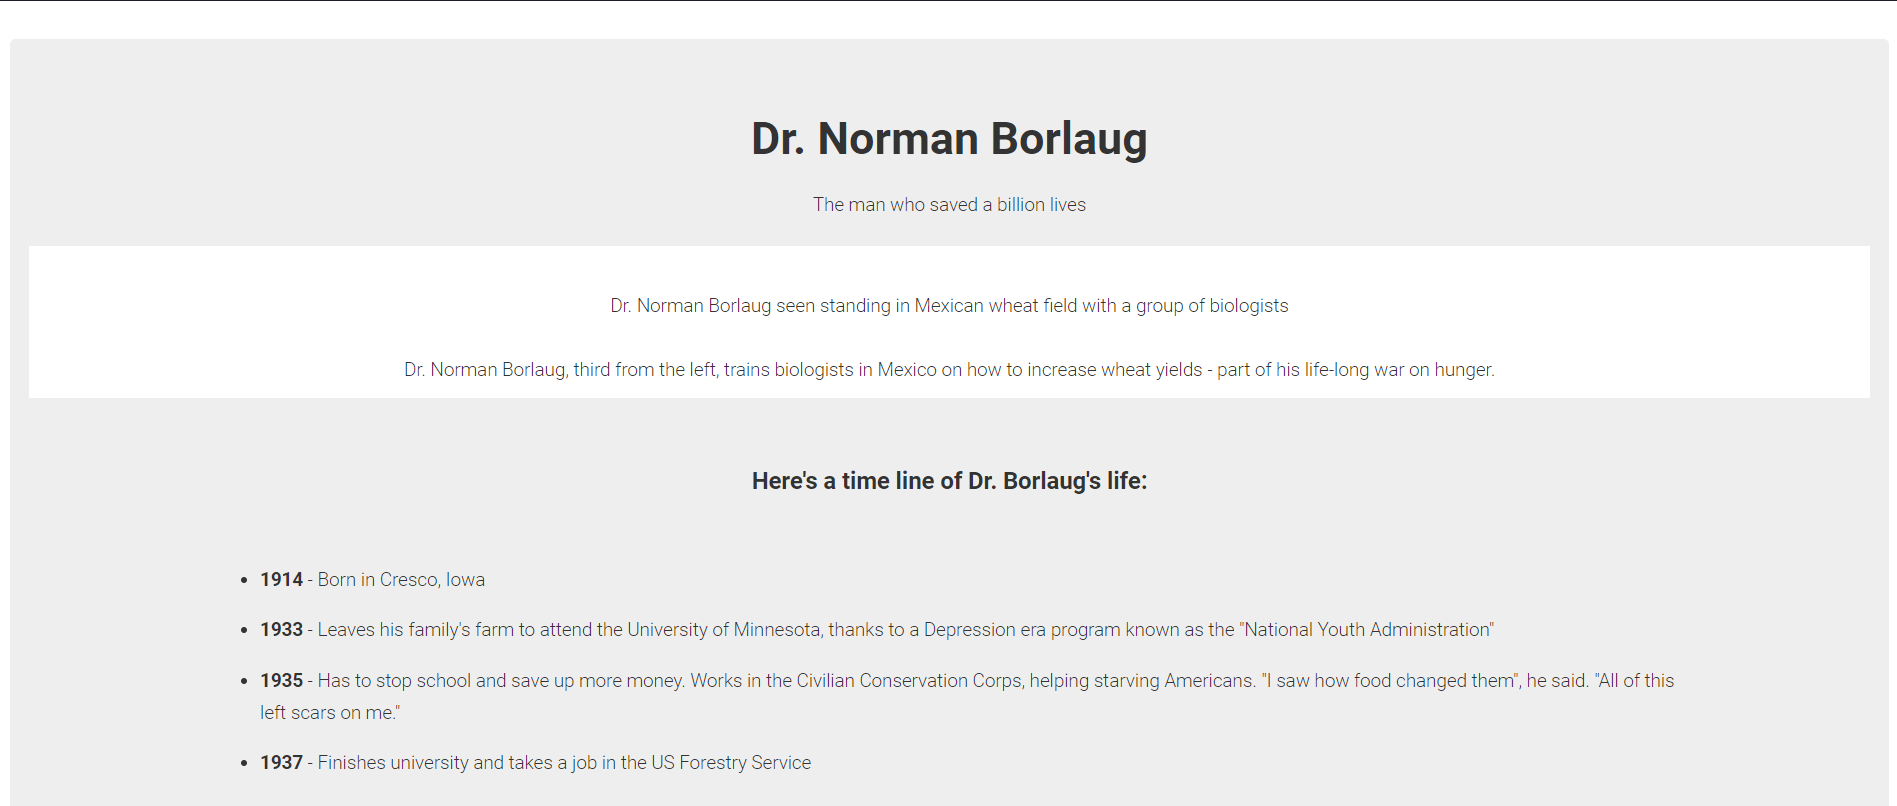 Dr. Norman Borlaug
The man who saved a billion lives
Dr. Norman Borlaug seen standing in Mexican wheat field with a group of biologists
Dr. Norman Borlaug, third from the left, trains biologists in Mexico on how to increase wheat yields - part of his life-long war on hunger.
Here's a time line of Dr. Borlaug's life:
• 1914 - Born in Cresco, Iowa
• 1933 - Leaves his family's farm to attend the University of Minnesota, thanks to a Depression era program known as the "National Youth Administration"
• 1935 - Has to stop school and save up more money. Works in the Civilian Conservation Corps, helping starving Americans. "I saw how food changed them", he said. "All of this
left scars on me."
• 1937 - Finishes university and takes a job in the US Forestry Service